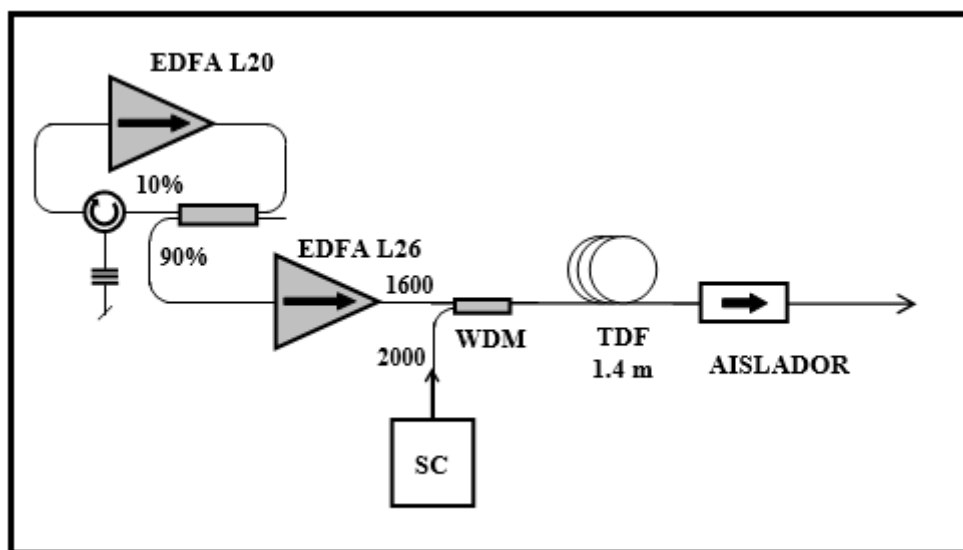 EDFA L20
10%
90%
EDFA L26
1600
WDM
2000
TDF
1.4 m
AISLADOR
SC